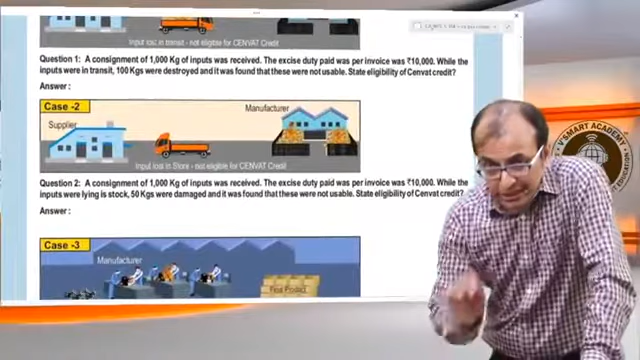 Input loss in transit - not eligible for CENVAT Credit
Question 1: A consignment of 1,000 Kg of inputs was received. The excise duty paid was per invoice was ₹10,000. While the
inputs were in transit, 100 Kgs were destroyed and it was found that these were not usable. State eligibility of Cenvat credit?
Answer :
Case -2
Manufacturer
Supplier
Input loss in Store - not eligible for CENVAT Credit
Question 2: A consignment of 1,000 Kg of inputs was received. The excise duty paid was per invoice was ₹10,000. While the
inputs were lying is stock, 50 Kgs were damaged and it was found that these were not usable. State eligibility of Cenvat credit?
Answer :
Case -3
Manufacturer
Final Product
V'SMART ACADEMY